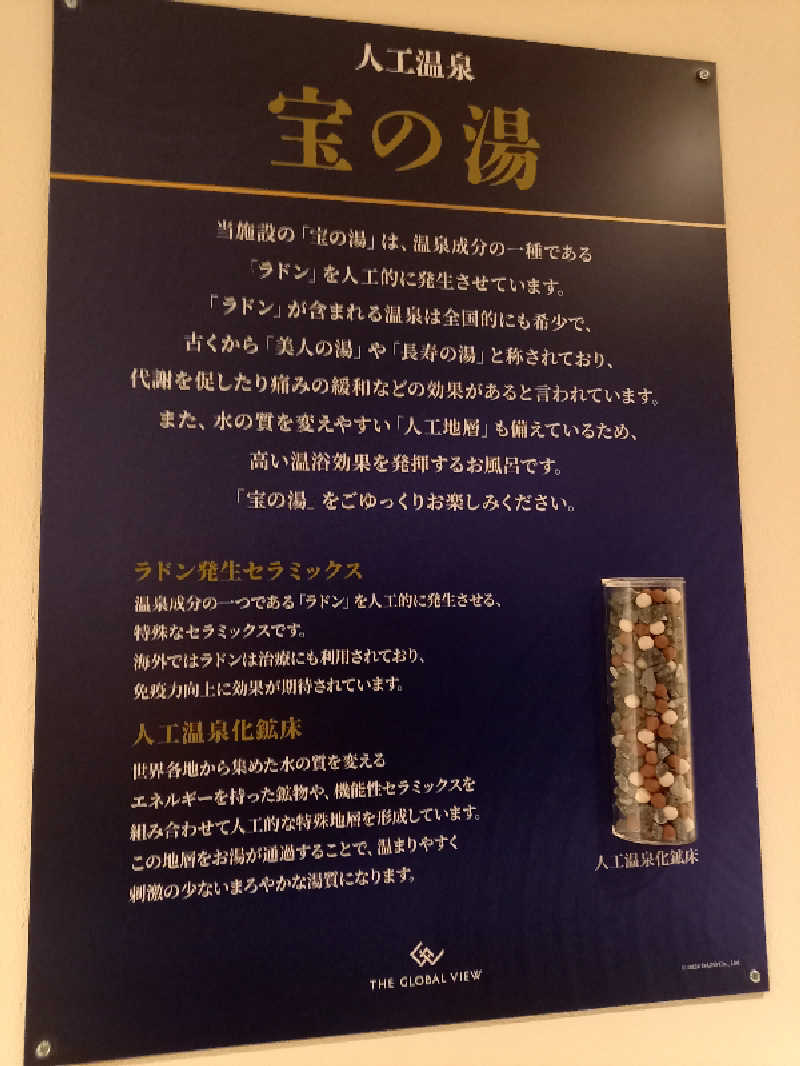 人工温泉
宝の湯
当施設の「宝の湯」は、温泉成分の一種である
「ラドン」を人工的に発生させています。
「ラドン」が含まれる温泉は全国的にも希少で、
古くから「美人の湯」や「長寿の湯」と称されており、
代謝を促したり痛みの緩和などの効果があると言われています。
また、水の質を変えやすい「人工地層」も備えているため、
高い温浴効果を発揮するお風呂です。
「宝の湯」をごゆっくりお楽しみください。
ラドン発生セラミックス
温泉成分の一つである「ラドン」を人工的に発生させる、
特殊なセラミックスです。
海外ではラドンは治療にも利用されており、
免疫力向上に効果が期待されています。
人工温泉化鉱床
世界各地から集めた水の質を変える
エネルギーを持った鉱物や、機能性セラミックスを
組み合わせて人工的な特殊地層を形成しています。
この地層をお湯が通過することで、温まりやすく
刺激の少ないまろやかな湯質になります。
人工温泉化鉱床
THE GLOBAL VIEW